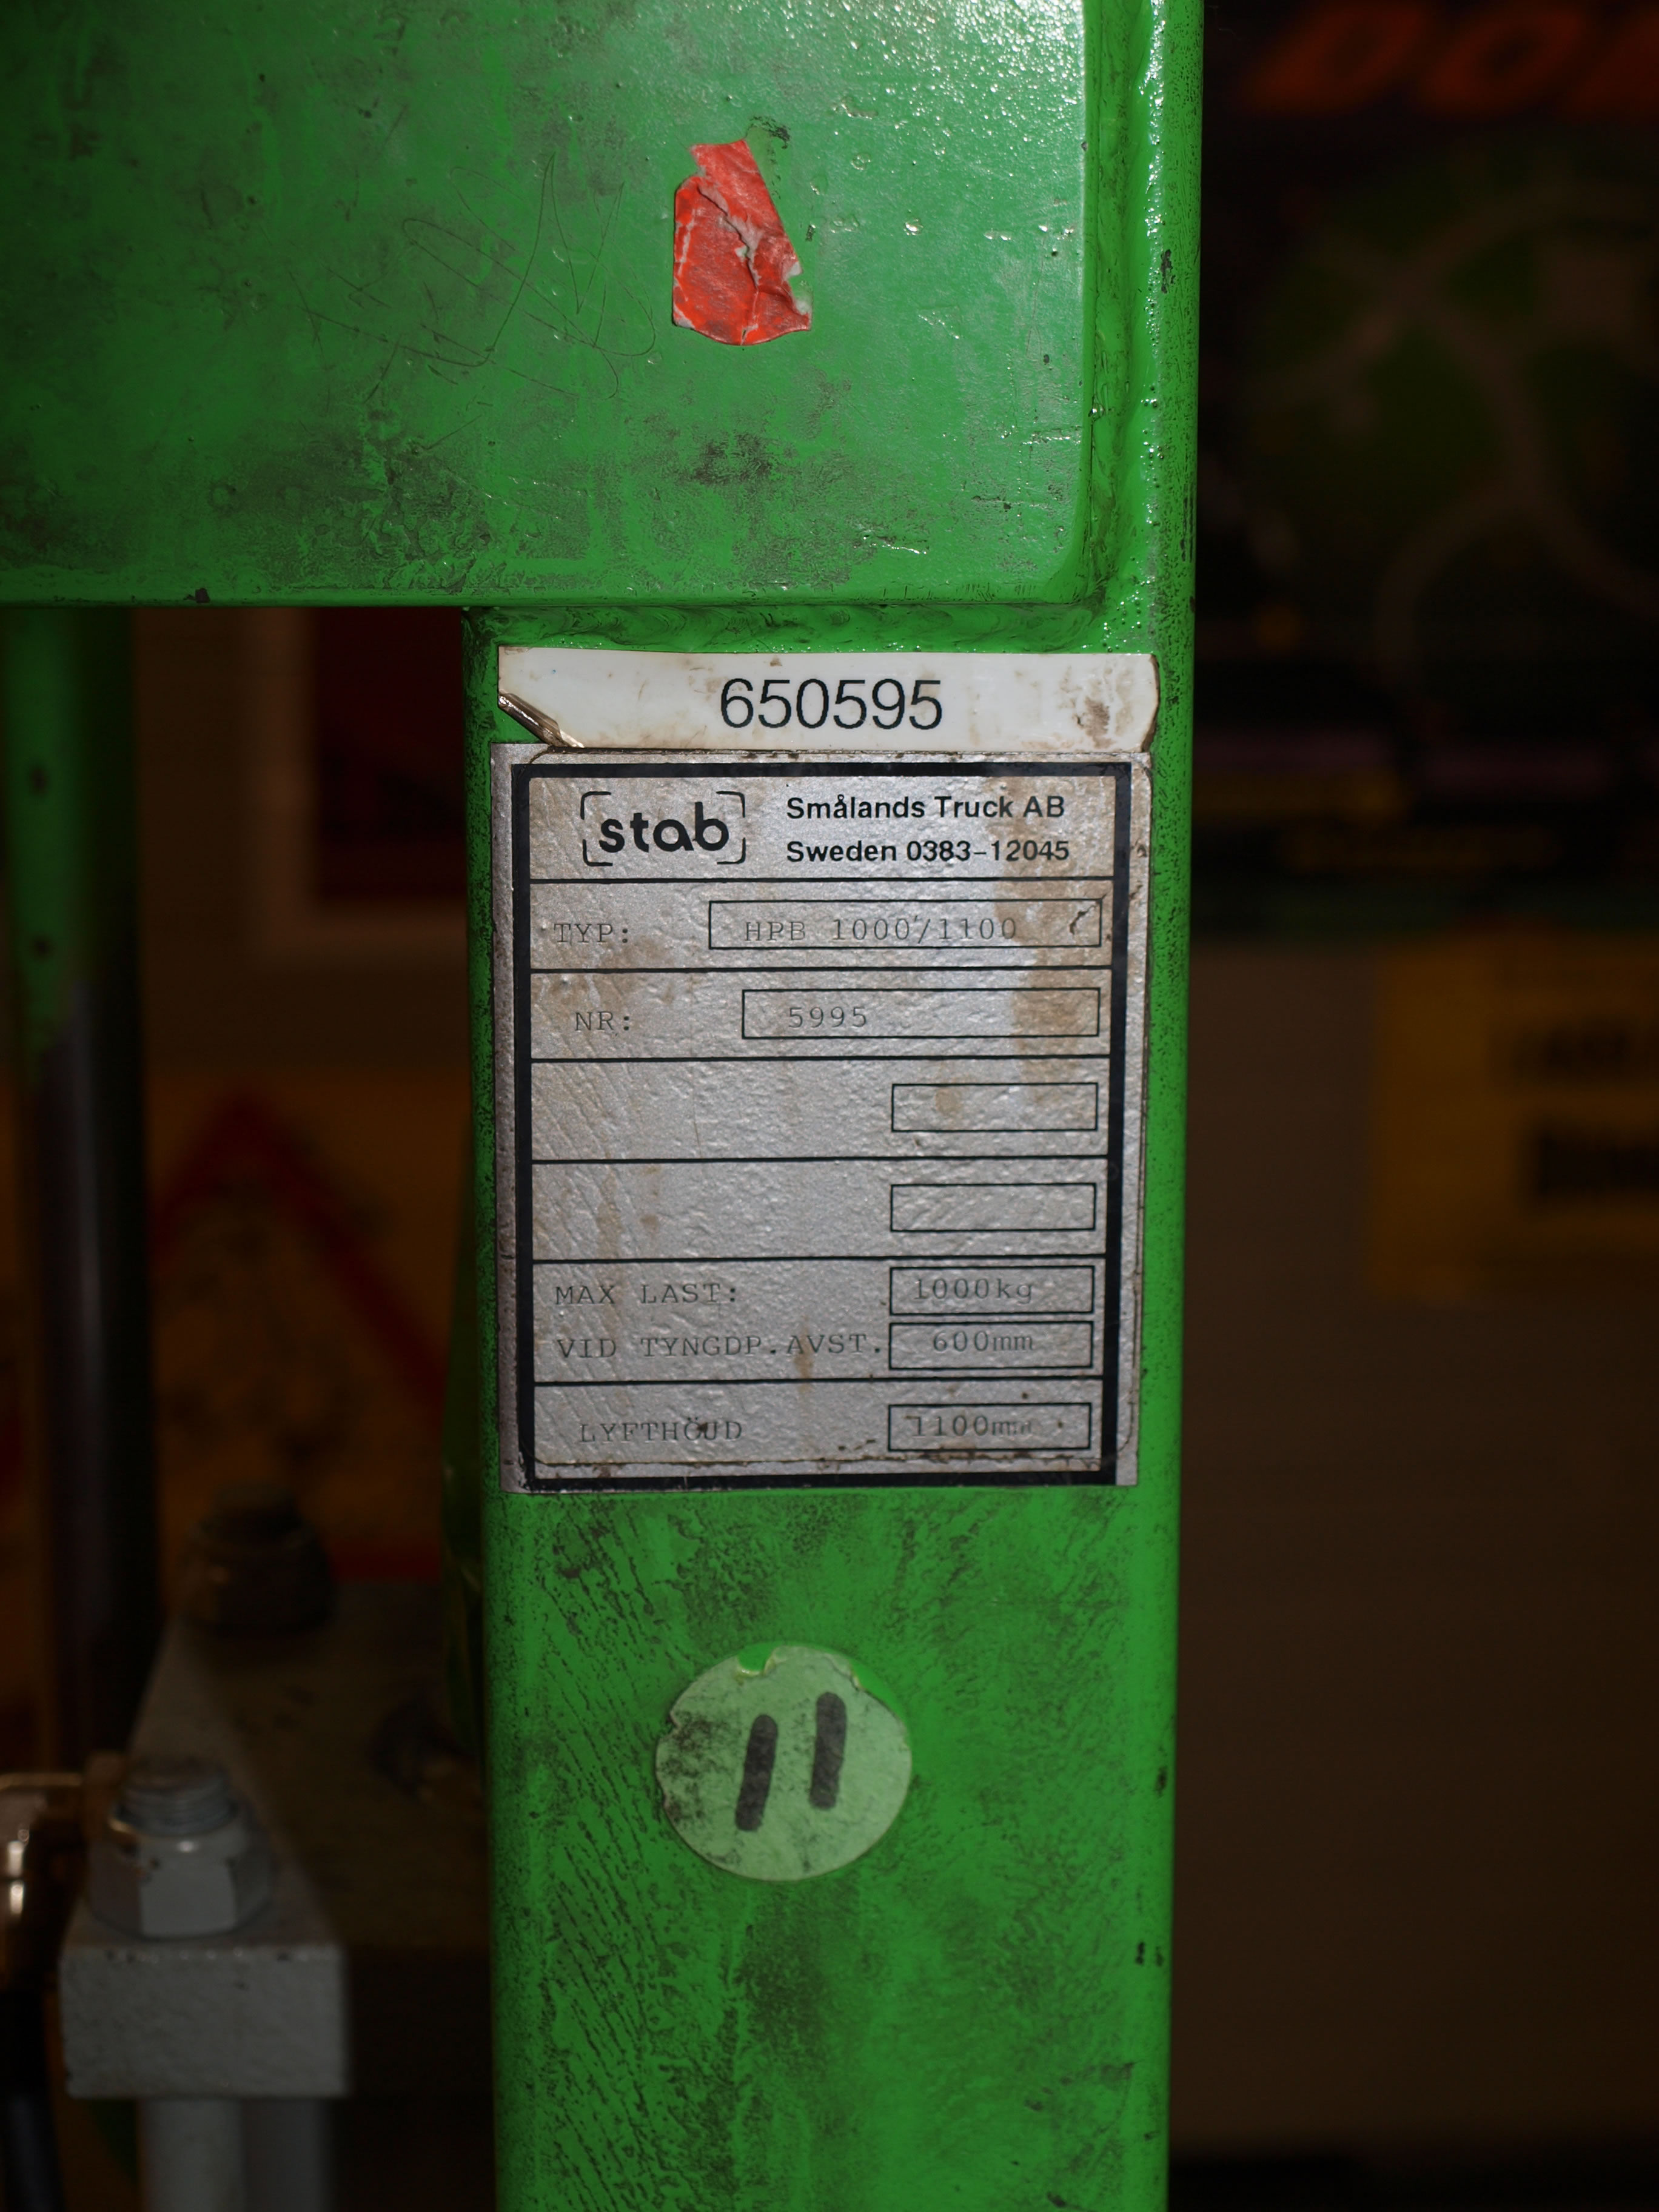 650595
stab
Smålands Truck AB
Sweden 0383-12045
TYP: HPB 1000/1100
NR: 5995
MAX LAST: 1000kg
VID TYNGDP.AVST. 600mm
LYFTHÖJD 1100mm
11